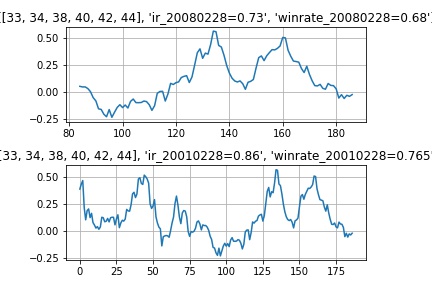 [33, 34, 38, 40, 42, 44], 'ir_20080228=0.73', 'winrate_20080228=0.68']
0.50
0.25
0.00
-0.25
80 100 120 140 160 180
[33, 34, 38, 40, 42, 44], 'ir_20010228=0.86', 'winrate_20010228=0.765'
0.50
0.25
0.00
-0.25
0 25 50 75 100 125 150 175